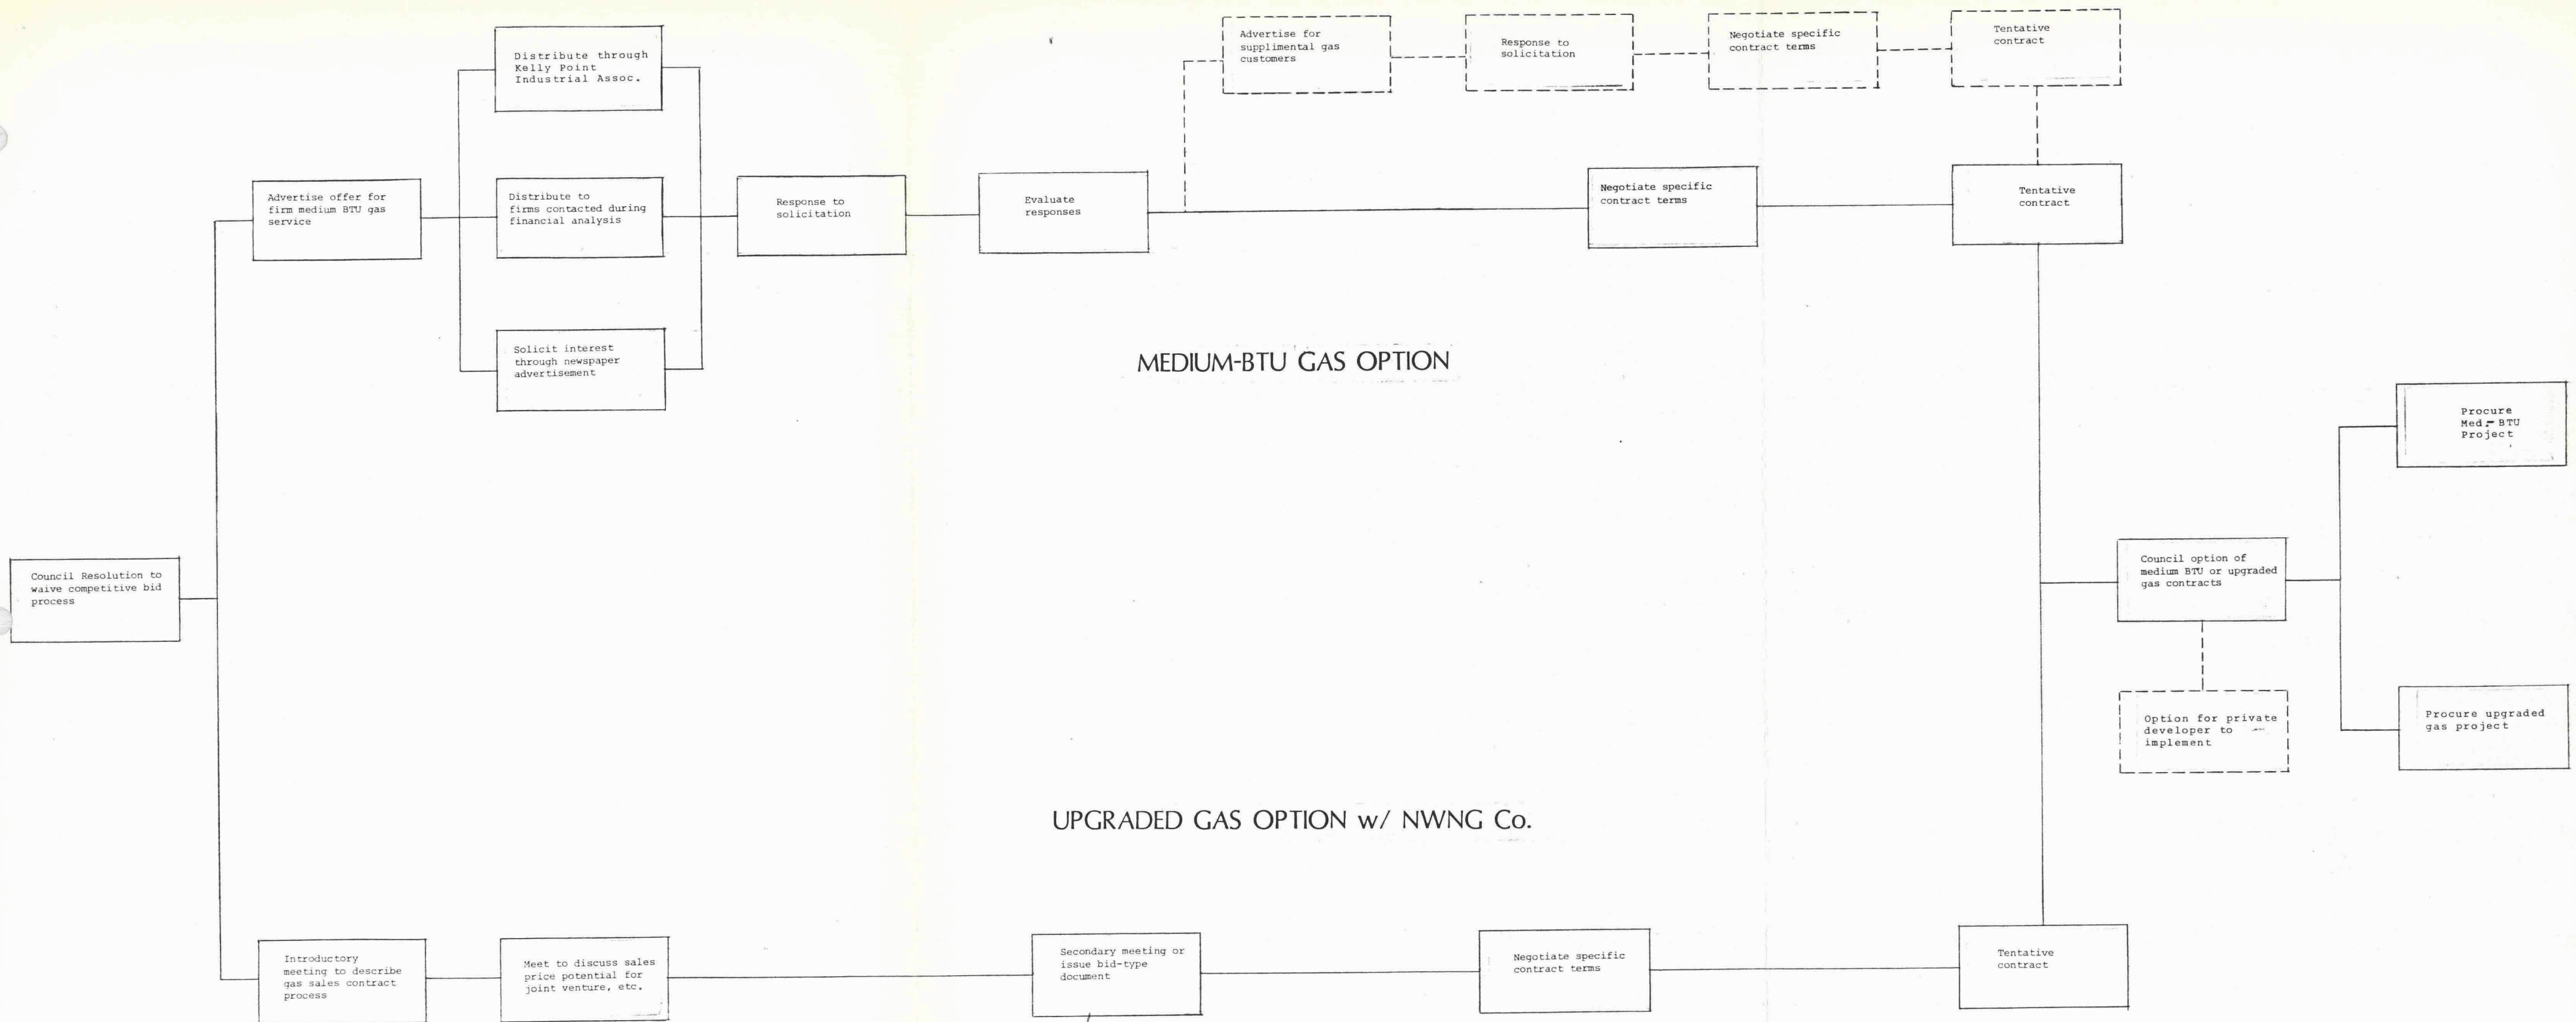 Distribute through
Kelly Point
Industrial Assoc.
Advertise for
supplimental gas
customers
Response to
solicitation
Negotiate specific
contract terms
Tentative
contract
Advertise offer for
firm medium BTU gas
service
Distribute to
firms contacted during
financial analysis
Response to
solicitation
Evaluate
responses
Negotiate specific
contract terms
Tentative
contract
Solicit interest
through newspaper
advertisement
MEDIUM-BTU GAS OPTION
Procure
Med.- BTU
Project
Council Resolution to
waive competitive bid
process
Council option of
medium BTU or upgraded
gas contracts
Option for private
developer to
implement
Procure upgraded
gas project
UPGRADED GAS OPTION w/ NWNG Co.
Introductory
meeting to describe
gas sales contract
process
Meet to discuss sales
price potential for
joint venture, etc.
Secondary meeting or
issue bid-type
document
Negotiate specific
contract terms
Tentative
contract